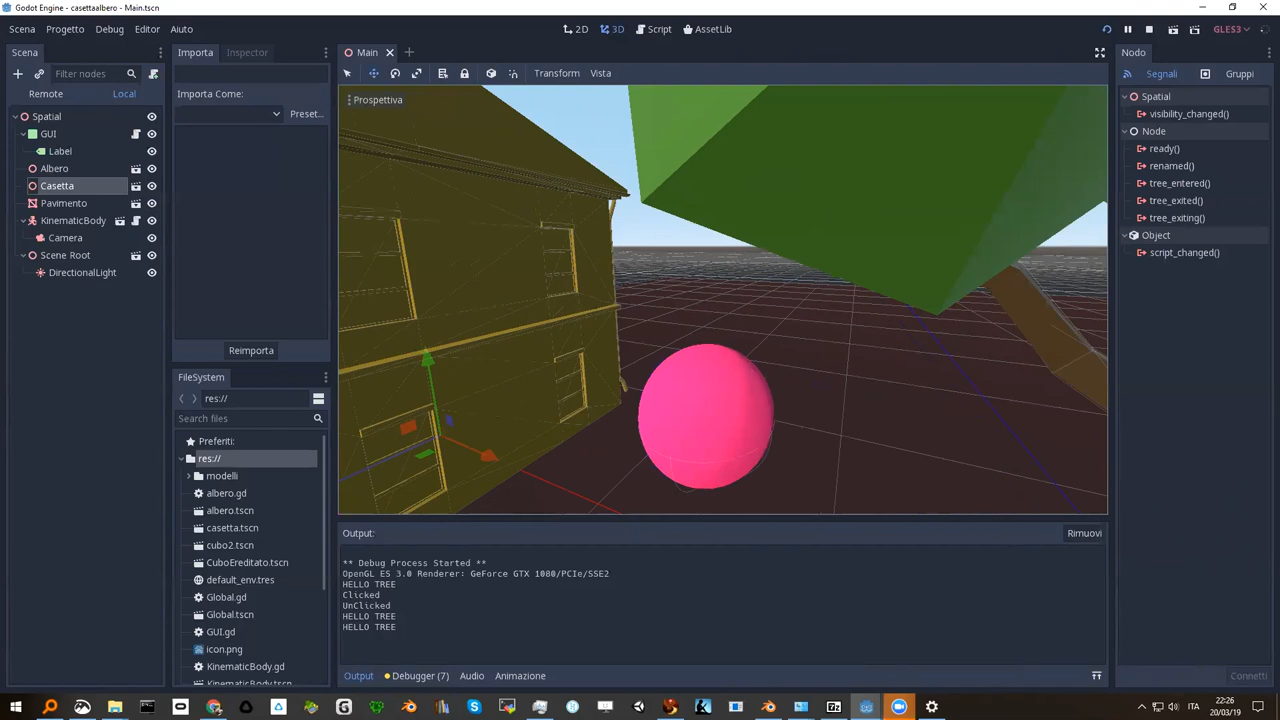 Godot Engine - casettaalbero - Main.tscn
Scena Progetto Debug Editor Aiuto
2D 3D Script AssetLib
GLES3
Scena
Filter nodes
Remote Local
Spatial
GUI
Label
Albero
Casetta
Pavimento
KinematicBody
Camera
Scene Root
DirectionalLight
Importa Inspector
Importa Come:
Preset...
Reimporta
FileSystem
res://
Search files
Preferiti:
res://
modelli
albero.gd
albero.tscn
casetta.tscn
cubo2.tscn
CuboEreditato.tscn
default_env.tres
Global.gd
Global.tscn
GUI.gd
icon.png
KinematicBody.gd
KinematicBody.tscn
Main
Transform Vista
Prospettiva
Output:
Rimuovi
** Debug Process Started **
OpenGL ES 3.0 Renderer: GeForce GTX 1080/PCIe/SSE2
HELLO TREE
Clicked
UnClicked
HELLO TREE
HELLO TREE
Output Debugger (7) Audio Animazione
Nodo
Segnali Gruppi
Spatial
visibility_changed()
Node
ready()
renamed()
tree_entered()
tree_exited()
tree_exiting()
Object
script_changed()
Connetti
ITA
22:26
20/03/19